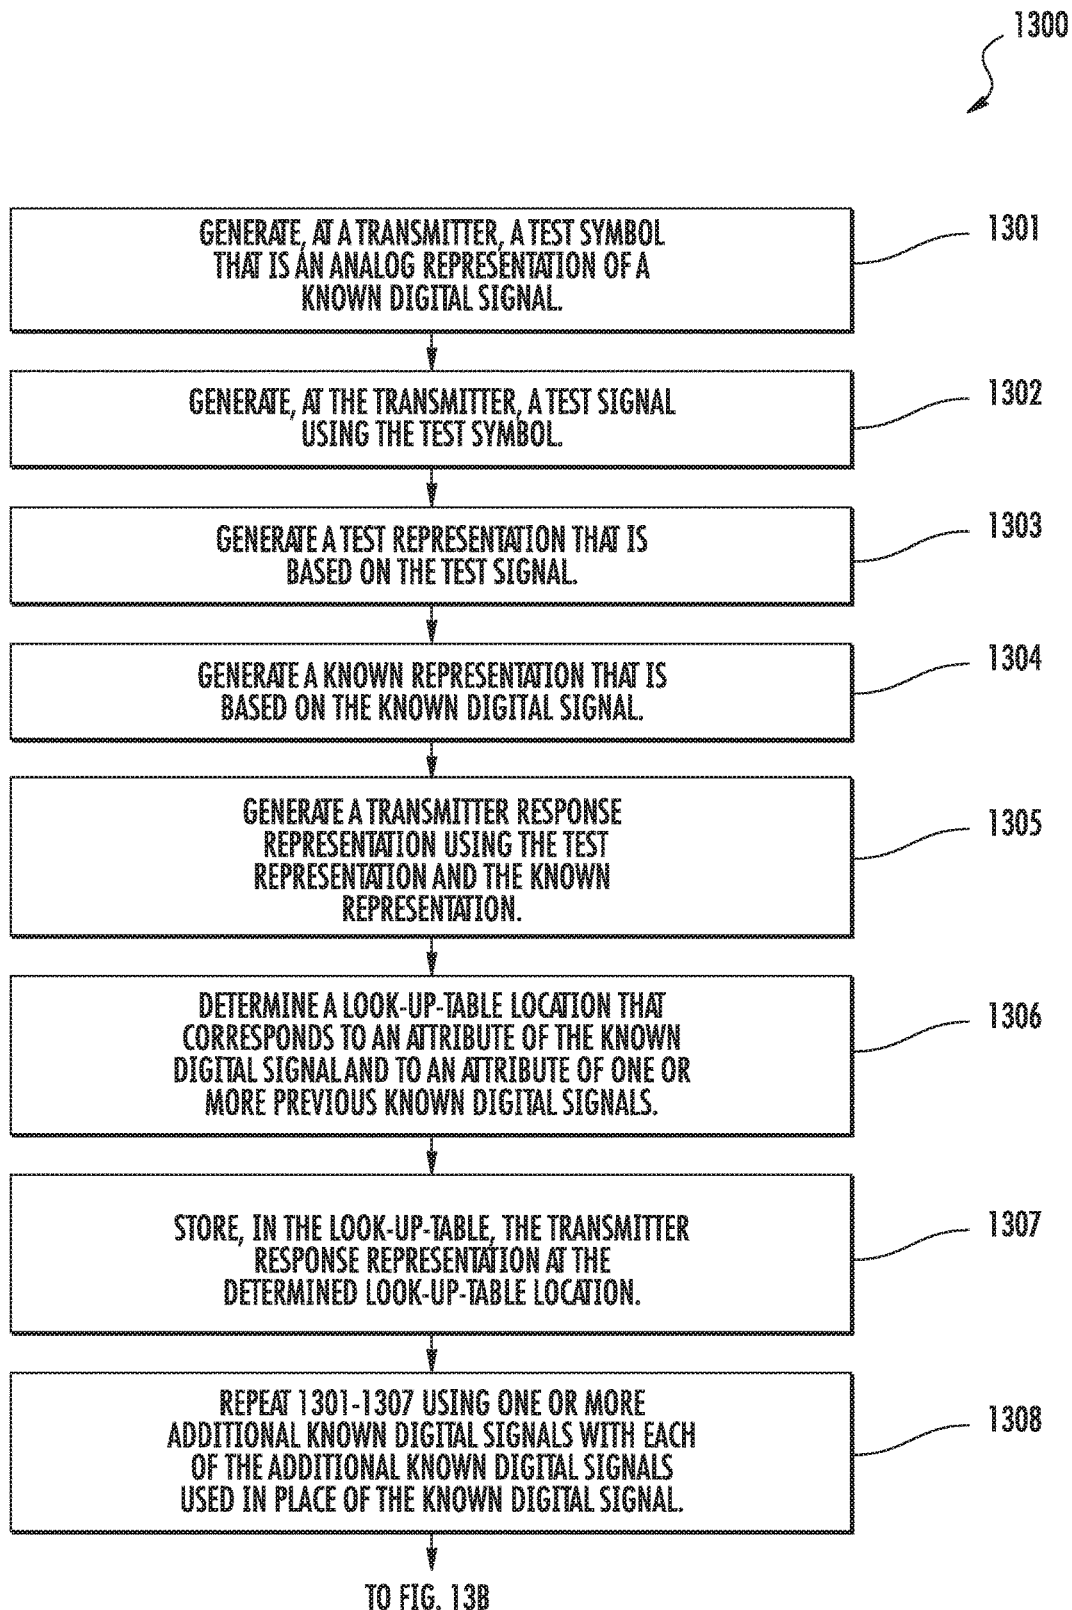 1300
GENERATE, AT A TRANSMITTER, A TEST SYMBOL
THAT IS AN ANALOG REPRESENTATION OF A
KNOWN DIGITAL SIGNAL.
1301
GENERATE, AT THE TRANSMITTER, A TEST SIGNAL
USING THE TEST SYMBOL.
1302
GENERATE A TEST REPRESENTATION THAT IS
BASED ON THE TEST SIGNAL.
1303
GENERATE A KNOWN REPRESENTATION THAT IS
BASED ON THE KNOWN DIGITAL SIGNAL.
1304
GENERATE A TRANSMITTER RESPONSE
REPRESENTATION USING THE TEST
REPRESENTATION AND THE KNOWN
REPRESENTATION.
1305
DETERMINE A LOOK-UP-TABLE LOCATION THAT
CORRESPONDS TO AN ATTRIBUTE OF THE KNOWN
DIGITAL SIGNAL AND TO AN ATTRIBUTE OF ONE OR
MORE PREVIOUS KNOWN DIGITAL SIGNALS.
1306
STORE, IN THE LOOK-UP-TABLE, THE TRANSMITTER
RESPONSE REPRESENTATION AT THE
DETERMINED LOOK-UP-TABLE LOCATION.
1307
REPEAT 1301-1307 USING ONE OR MORE
ADDITIONAL KNOWN DIGITAL SIGNALS WITH EACH
OF THE ADDITIONAL KNOWN DIGITAL SIGNALS
USED IN PLACE OF THE KNOWN DIGITAL SIGNAL.
1308
TO FIG. 13B